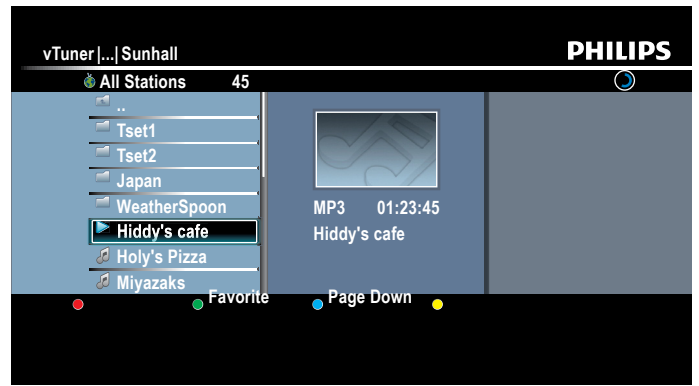 vTuner|...| Sunhall
PHILIPS
All Stations 45
..
Tset1
Tset2
Japan
WeatherSpoon
Hiddy's cafe
Holy's Pizza
Miyazaks
MP3 01:23:45
Hiddy's cafe
Favorite
Page Down